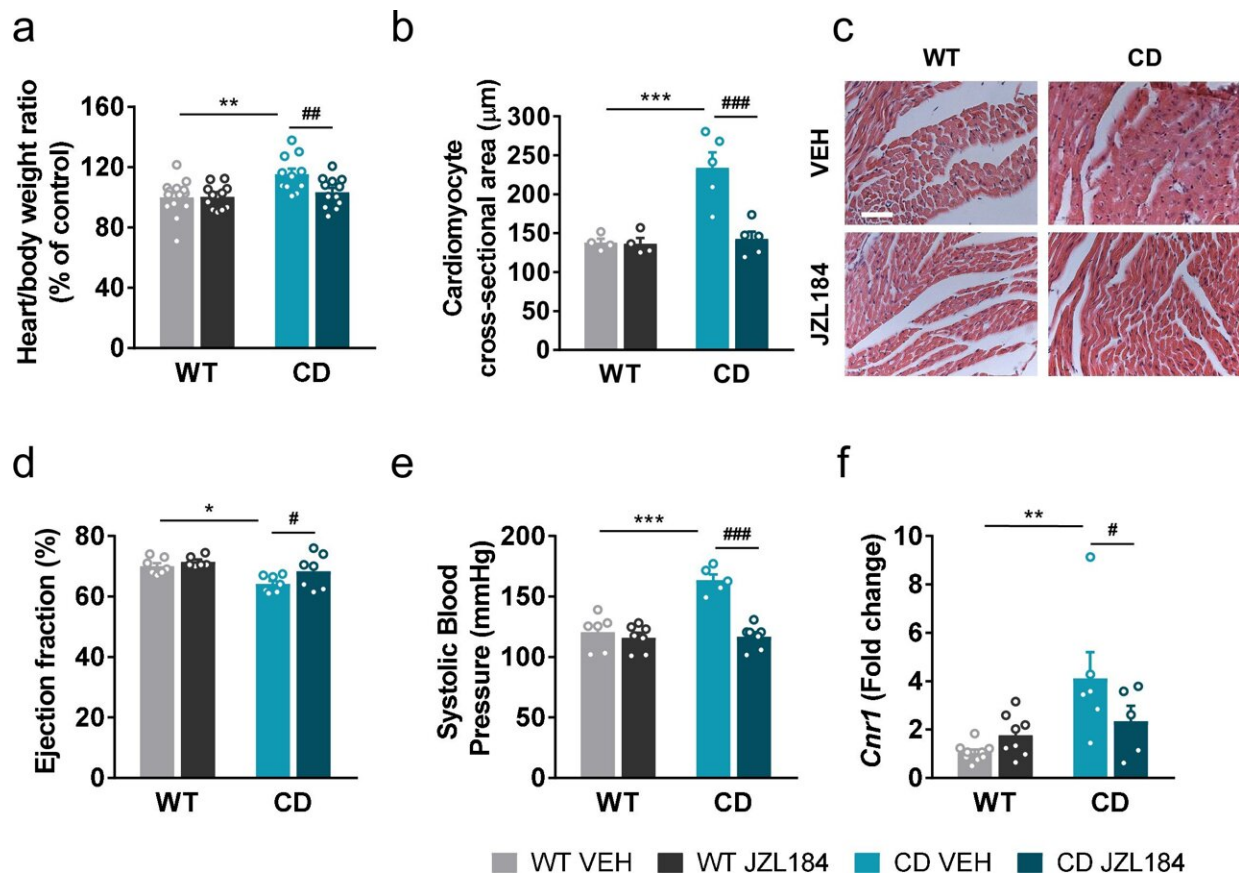 a
Heart/body weight ratio
(% of control)
160
120
80
40
0
**
##
WT
CD
b
Cardiomyocyte
cross-sectional area (μm)
300
250
200
150
100
50
0
***
###
WT
CD
c
WT
CD
VEH
JZL184
d
Ejection fraction (%)
80
60
40
20
0
*
#
WT
CD
e
Systolic Blood
Pressure (mmHg)
200
150
100
50
0
***
###
WT
CD
f
Cnr1 (Fold change)
10
8
6
4
2
0
**
#
WT
CD
WT VEH
WT JZL184
CD VEH
CD JZL184